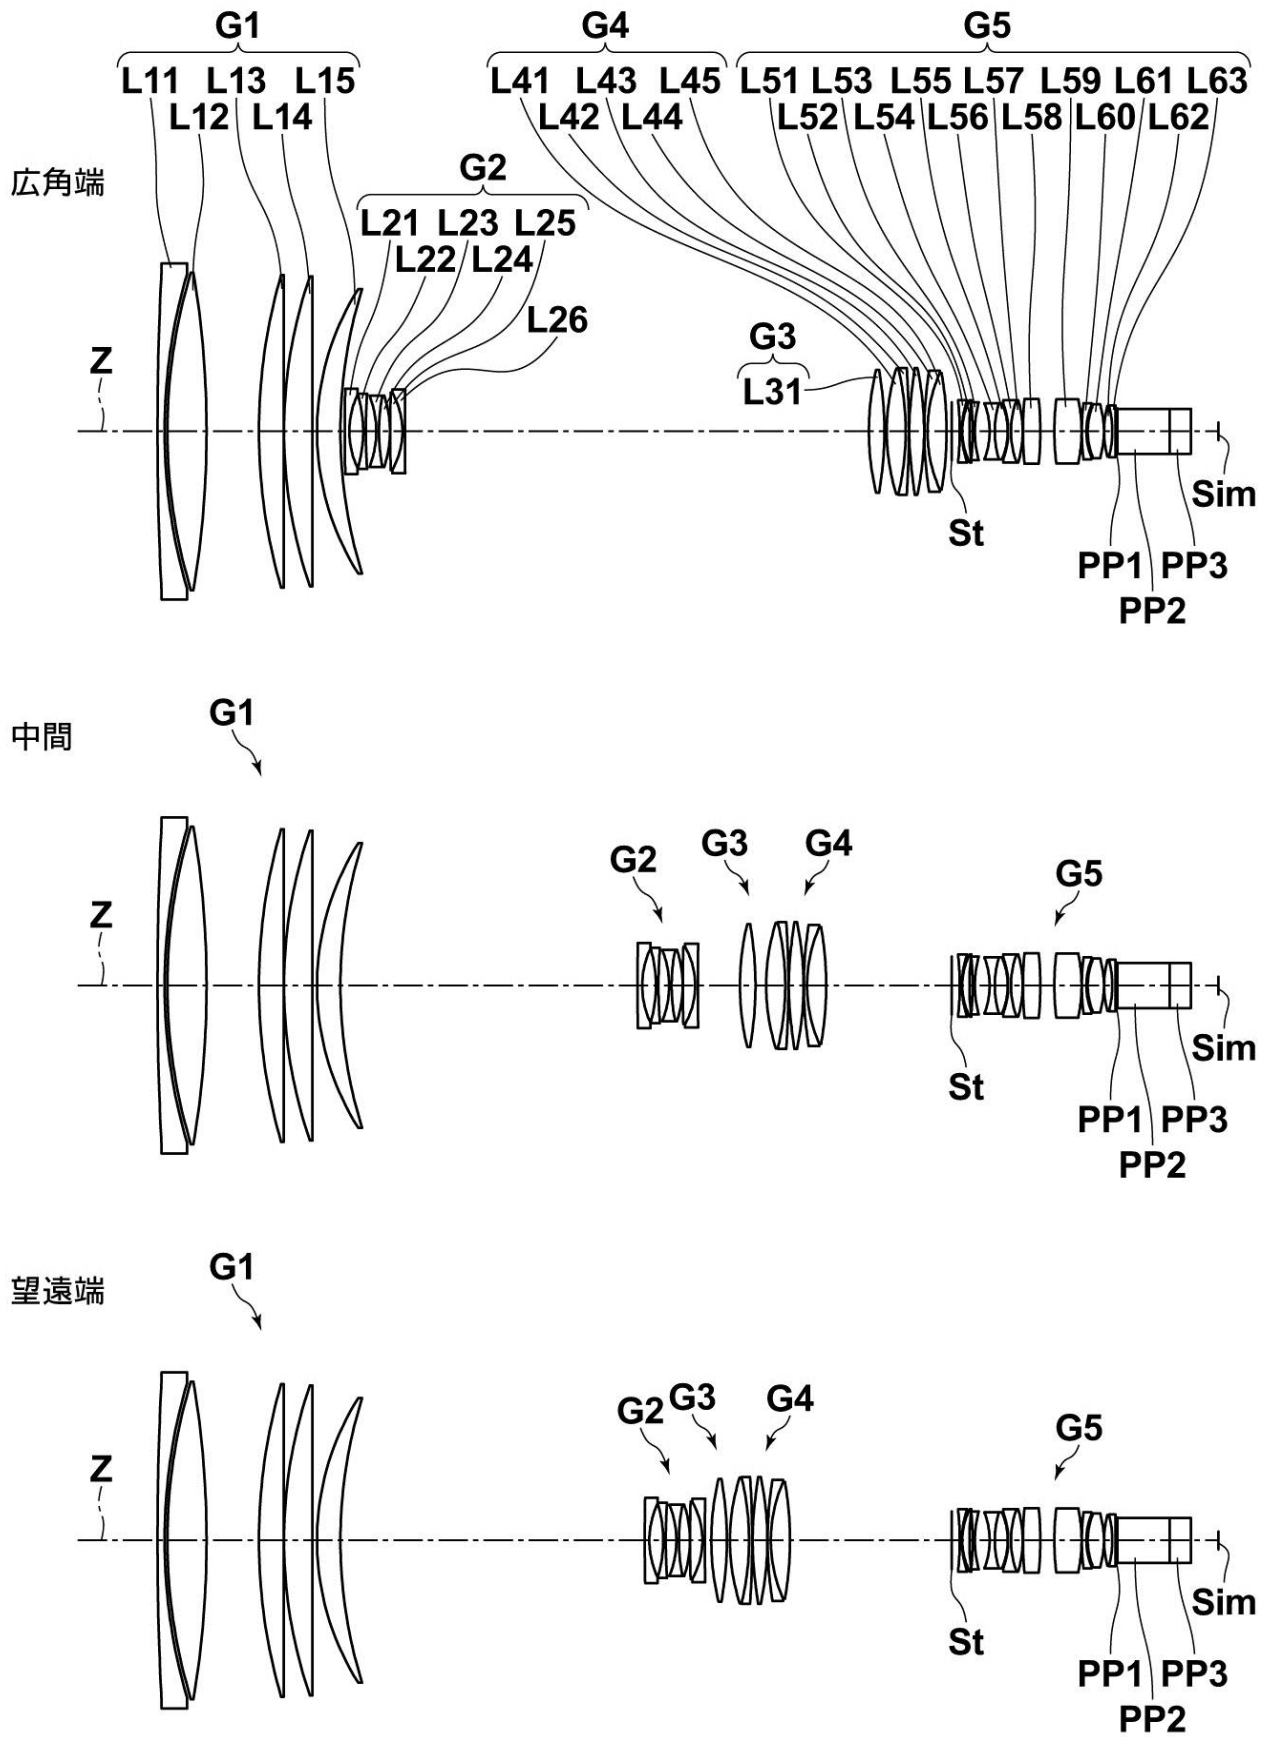 G1 G4 G5
L11 L13 L15 L41 L43 L45 L51 L53 L55 L57 L59 L61 L63
L12 L14 L42 L44 L52 L54 L56 L58 L60 L62
広角端
G2
L21 L23 L25
L22 L24
L26
G3
L31
Z
Sim
St
PP1 PP3
PP2
中間
G1
G2 G3 G4
G5
Z
Sim
St
PP1 PP3
PP2
望遠端
G1
G2 G3 G4
G5
Z
Sim
St
PP1 PP3
PP2